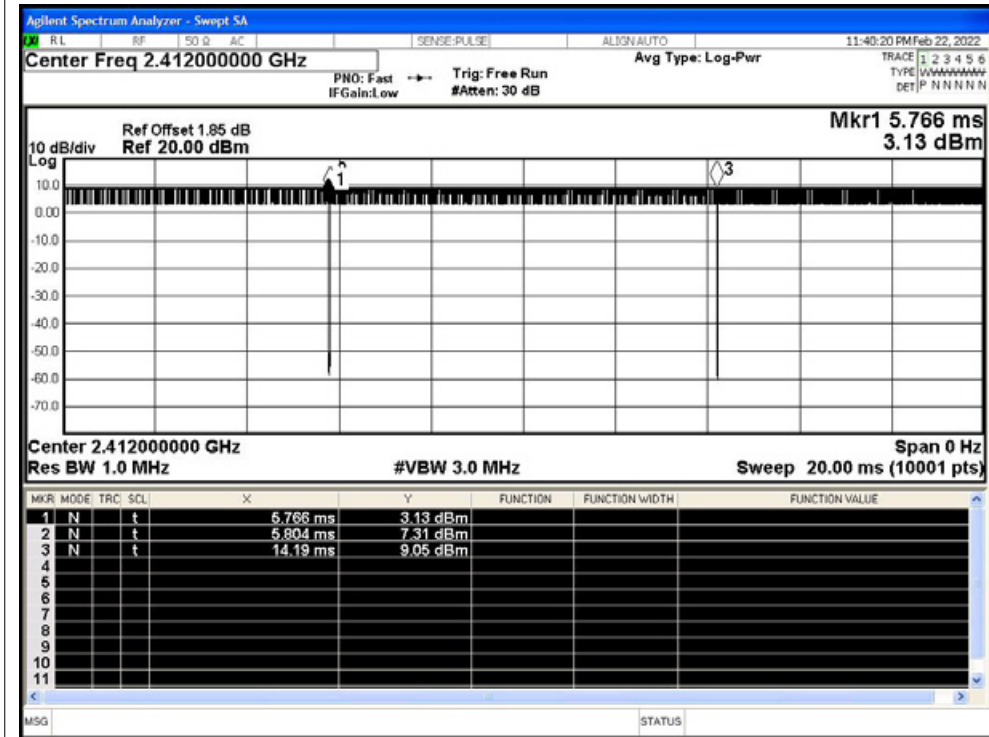 Agilent Spectrum Analyzer - Swept SA
RL RF 50 Ω AC SENSE:PULSE ALIGN AUTO 11:40:20 PM Feb 22, 2022
Center Freq 2.412000000 GHz Avg Type: Log-Pwr TRACE 1 2 3 4 5 6
PNO: Fast Trig: Free Run TYPE
IFGain:Low #Atten: 30 dB DET P N N N N N
Mkr1 5.766 ms
Ref Offset 1.85 dB
10 dB/div Ref 20.00 dBm 3.13 dBm
Log
1 3
10.0
0.00
-10.0
-20.0
-30.0
-40.0
-50.0
-60.0
-70.0
Center 2.412000000 GHz Span 0 Hz
Res BW 1.0 MHz #VBW 3.0 MHz Sweep 20.00 ms (10001 pts)
MKR MODE TRC SCL X Y FUNCTION FUNCTION WIDTH FUNCTION VALUE
1 N t 5.766 ms 3.13 dBm
2 N t 5.804 ms 7.31 dBm
3 N t 14.19 ms 9.05 dBm
4
5
6
7
8
9
10
11
MSG STATUS